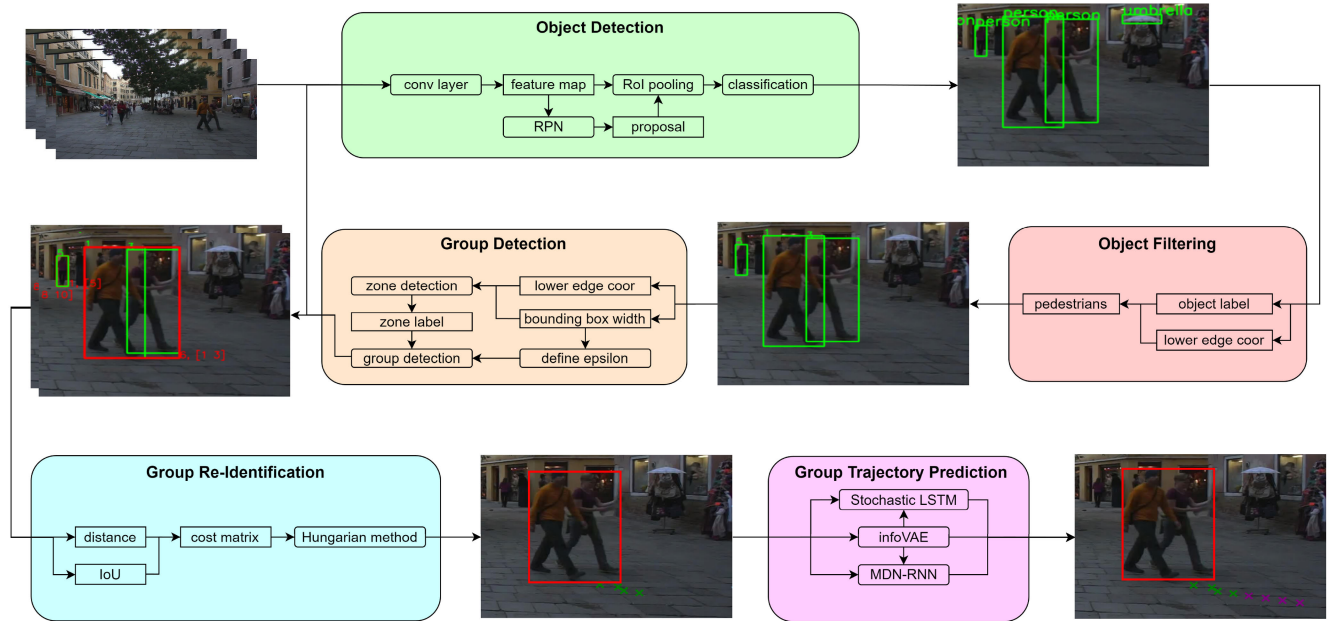 Object Detection
conv layer
feature map
RoI pooling
classification
RPN
proposal
person
person
person
umbrella
Group Detection
zone detection
lower edge coor
zone label
bounding box width
group detection
define epsilon
Object Filtering
pedestrians
object label
lower edge coor
Group Re-Identification
distance
cost matrix
Hungarian method
IoU
Group Trajectory Prediction
Stochastic LSTM
infoVAE
MDN-RNN